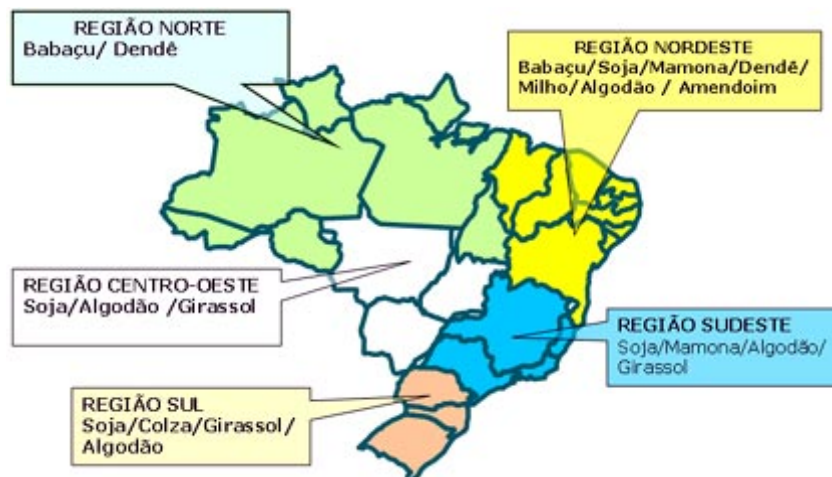 REGIÃO NORTE
Babaçu/ Dendê
REGIÃO NORDESTE
Babaçu/Soja/Mamona/Dendê/
Milho/Algodão / Amendoim
REGIÃO CENTRO-OESTE
Soja/Algodão /Girassol/
REGIÃO SUDESTE
Soja/Mamona/Algodão/
Girassol
REGIÃO SUL
Soja/Colza/Girassol/
Algodão